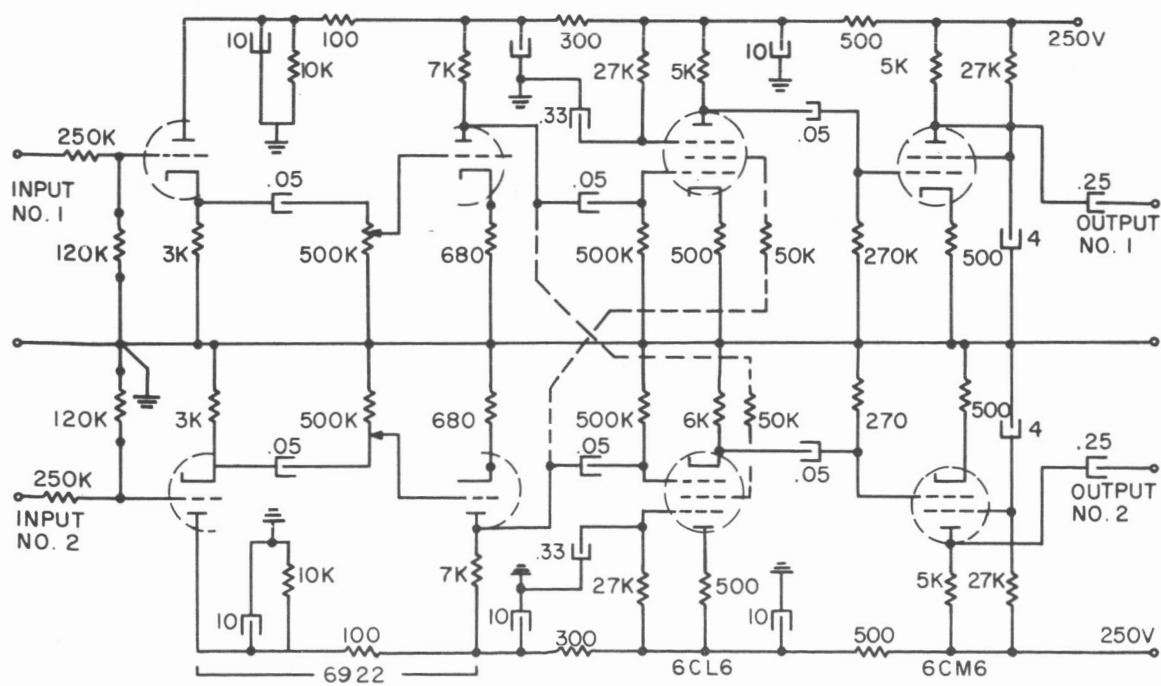 10
100
300
10
500
250V
10K
7K
27K
5K
5K
27K
.33
250K
.05
INPUT
NO. 1
.05
.05
.25
OUTPUT
NO. 1
120K
3K
500K
680
500K
500
50K
270K
500
4
120K
3K
500K
680
500K
6K
50K
270
500
4
.05
.05
.05
.25
250K
INPUT
NO. 2
OUTPUT
NO. 2
.33
10K
7K
27K
500
5K
27K
10
10
10
100
300
500
250V
6922
6CL6
6CM6